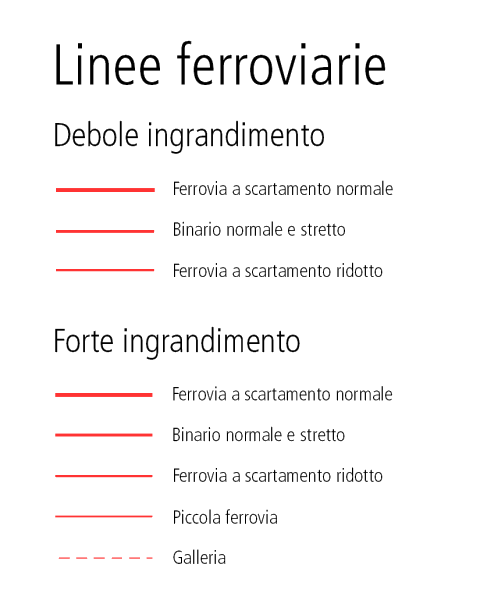 Linee ferroviarie
Debole ingrandimento
Ferrovia a scartamento normale
Binario normale e stretto
Ferrovia a scartamento ridotto
Forte ingrandimento
Ferrovia a scartamento normale
Binario normale e stretto
Ferrovia a scartamento ridotto
Piccola ferrovia
Galleria